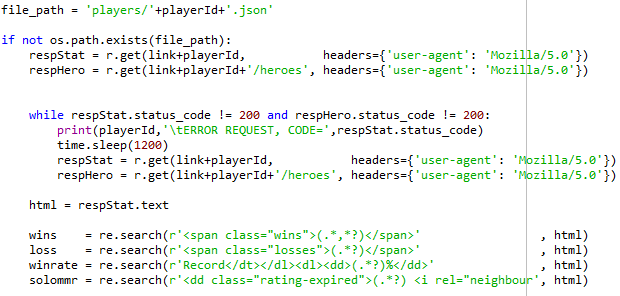 file_path = 'players/'+playerId+'.json'
if not os.path.exists(file_path):
respStat = r.get(link+playerId, headers={'user-agent': 'Mozilla/5.0'})
respHero = r.get(link+playerId+'/heroes', headers={'user-agent': 'Mozilla/5.0'})
while respStat.status_code != 200 and respHero.status_code != 200:
print(playerId,'\tERROR REQUEST, CODE=',respStat.status_code)
time.sleep(1200)
respStat = r.get(link+playerId, headers={'user-agent': 'Mozilla/5.0'})
respHero = r.get(link+playerId+'/heroes', headers={'user-agent': 'Mozilla/5.0'})
html = respStat.text
wins = re.search(r'<span class="wins">(.*,*?)</span>' , html)
loss = re.search(r'<span class="losses">(.*?)</span>' , html)
winrate = re.search(r'Record</dt></dl><dl><dd>(.*?)%</dd>' , html)
solommr = re.search(r'<dd class="rating-expired">(.*?) <i rel="neighbour', html)